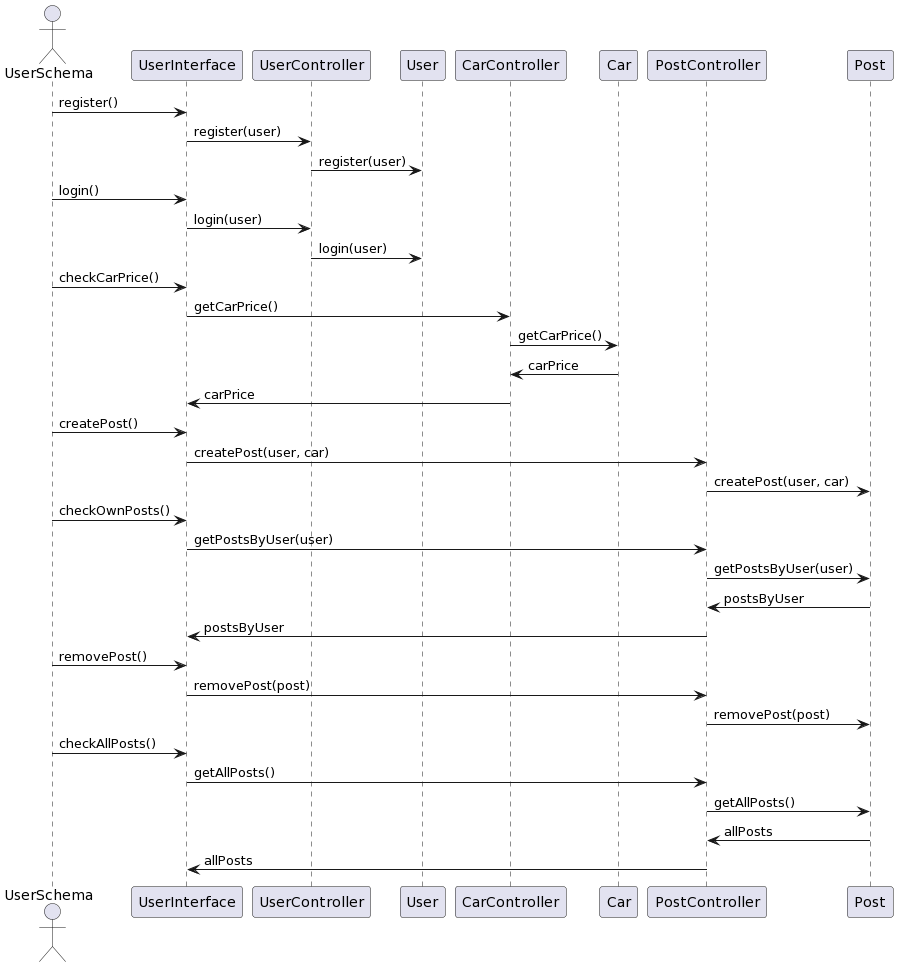 UserSchema
UserInterface
UserController
User
CarController
Car
PostController
Post
register()
register(user)
register(user)
login()
login(user)
login(user)
checkCarPrice()
getCarPrice()
getCarPrice()
carPrice
carPrice
createPost()
createPost(user, car)
createPost(user, car)
checkOwnPosts()
getPostsByUser(user)
getPostsByUser(user)
postsByUser
postsByUser
removePost()
removePost(post)
removePost(post)
checkAllPosts()
getAllPosts()
getAllPosts()
allPosts
allPosts
UserSchema
UserInterface
UserController
User
CarController
Car
PostController
Post